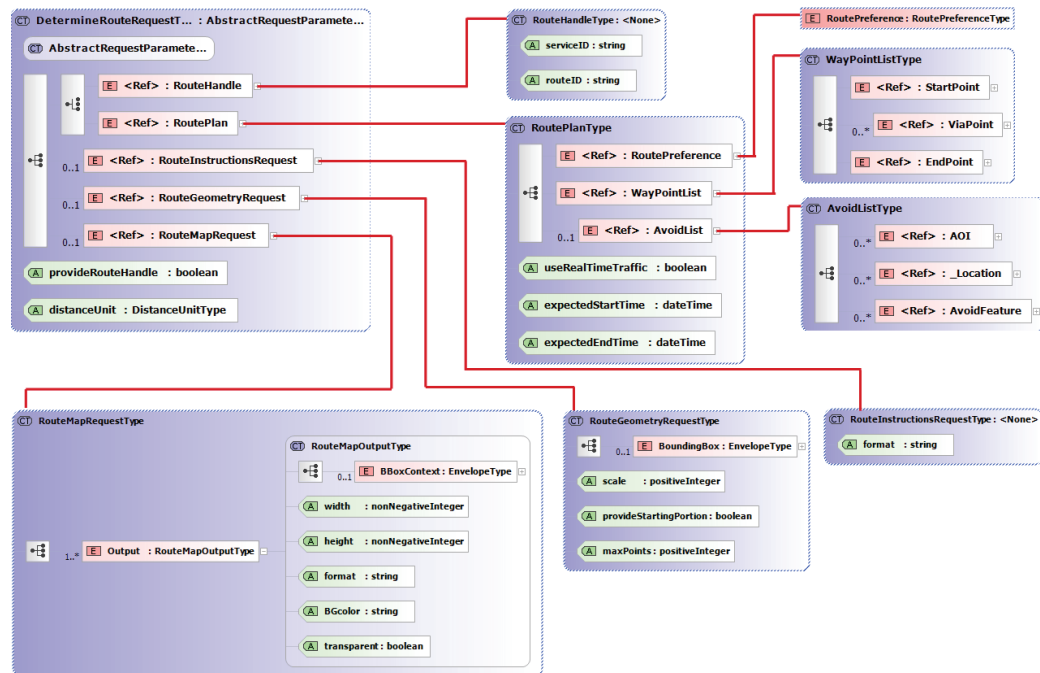 CT DetermineRouteRequestT... : AbstractRequestParamete...
CT AbstractRequestParamete...
E <Ref> : RouteHandle
E <Ref> : RoutePlan
0..1 E <Ref> : RouteInstructionsRequest
0..1 E <Ref> : RouteGeometryRequest
0..1 E <Ref> : RouteMapRequest
A provideRouteHandle : boolean
A distanceUnit : DistanceUnitType
CT RouteHandleType: <None>
A serviceID : string
A routeID : string
CT RoutePlanType
E <Ref> : RoutePreference
E <Ref> : WayPointList
0..1 E <Ref> : AvoidList
A useRealTimeTraffic : boolean
A expectedStartTime : dateTime
A expectedEndTime : dateTime
E RoutePreference : RoutePreferenceType
CT WayPointListType
E <Ref> : StartPoint
0..* E <Ref> : ViaPoint
E <Ref> : EndPoint
CT AvoidListType
0..* E <Ref> : AOI
0..* E <Ref> : _Location
0..* E <Ref> : AvoidFeature
CT RouteMapRequestType
1..* E Output : RouteMapOutputType
CT RouteMapOutputType
0..1 E BBoxContext : EnvelopeType
A width : nonNegativeInteger
A height : nonNegativeInteger
A format : string
A BGcolor : string
A transparent : boolean
CT RouteGeometryRequestType
0..1 E BoundingBox : EnvelopeType
A scale : positiveInteger
A provideStartingPortion : boolean
A maxPoints : positiveInteger
CT RouteInstructionsRequestType : <None>
A format : string